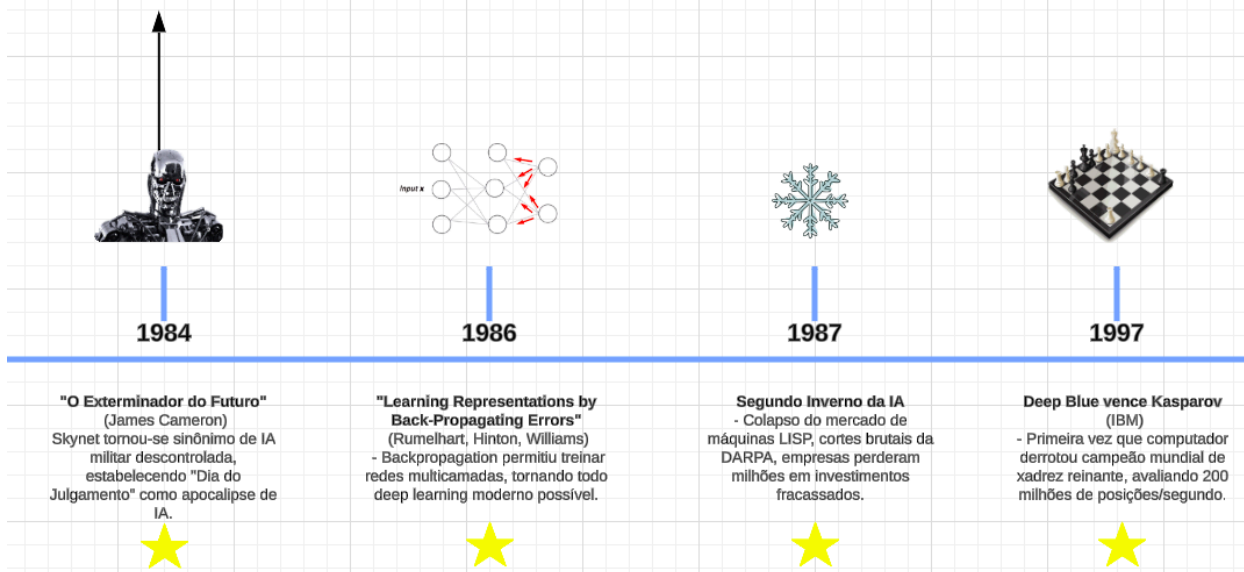 Input x
1984
1986
1987
1997
"O Exterminador do Futuro"
(James Cameron)
Skynet tornou-se sinônimo de IA
militar descontrolada,
estabelecendo "Dia do
Julgamento" como apocalipse de
IA.
"Learning Representations by
Back-Propagating Errors"
(Rumelhart, Hinton, Williams)
- Backpropagation permitiu treinar
redes multicamadas, tornando todo
deep learning moderno possível.
Segundo Inverno da IA
- Colapso do mercado de
máquinas LISP, cortes brutais da
DARPA, empresas perderam
milhões em investimentos
fracassados.
Deep Blue vence Kasparov
(IBM)
- Primeira vez que computador
derrotou campeão mundial de
xadrez reinante, avaliando 200
milhões de posições/segundo.